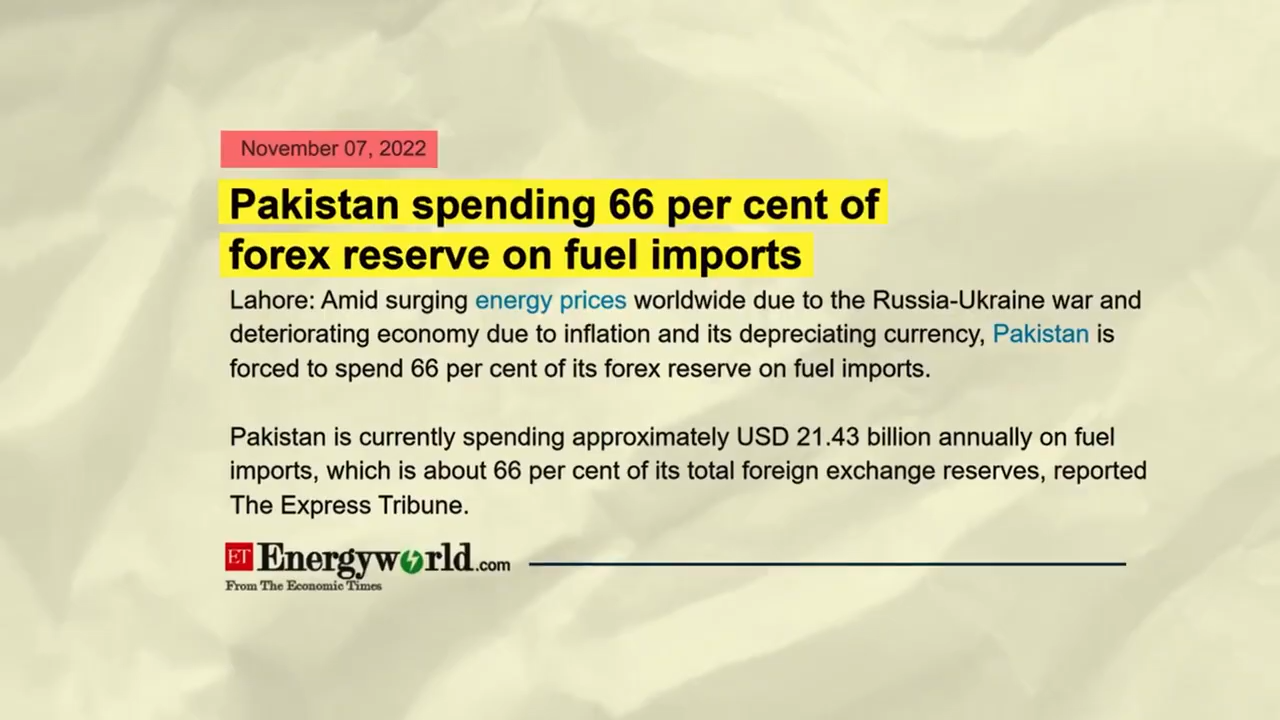 November 07, 2022
Pakistan spending 66 per cent of
forex reserve on fuel imports
Lahore: Amid surging energy prices worldwide due to the Russia-Ukraine war and
deteriorating economy due to inflation and its depreciating currency, Pakistan is
forced to spend 66 per cent of its forex reserve on fuel imports.
Pakistan is currently spending approximately USD 21.43 billion annually on fuel
imports, which is about 66 per cent of its total foreign exchange reserves, reported
The Express Tribune.
ET Energyworld.com
From The Economic Times